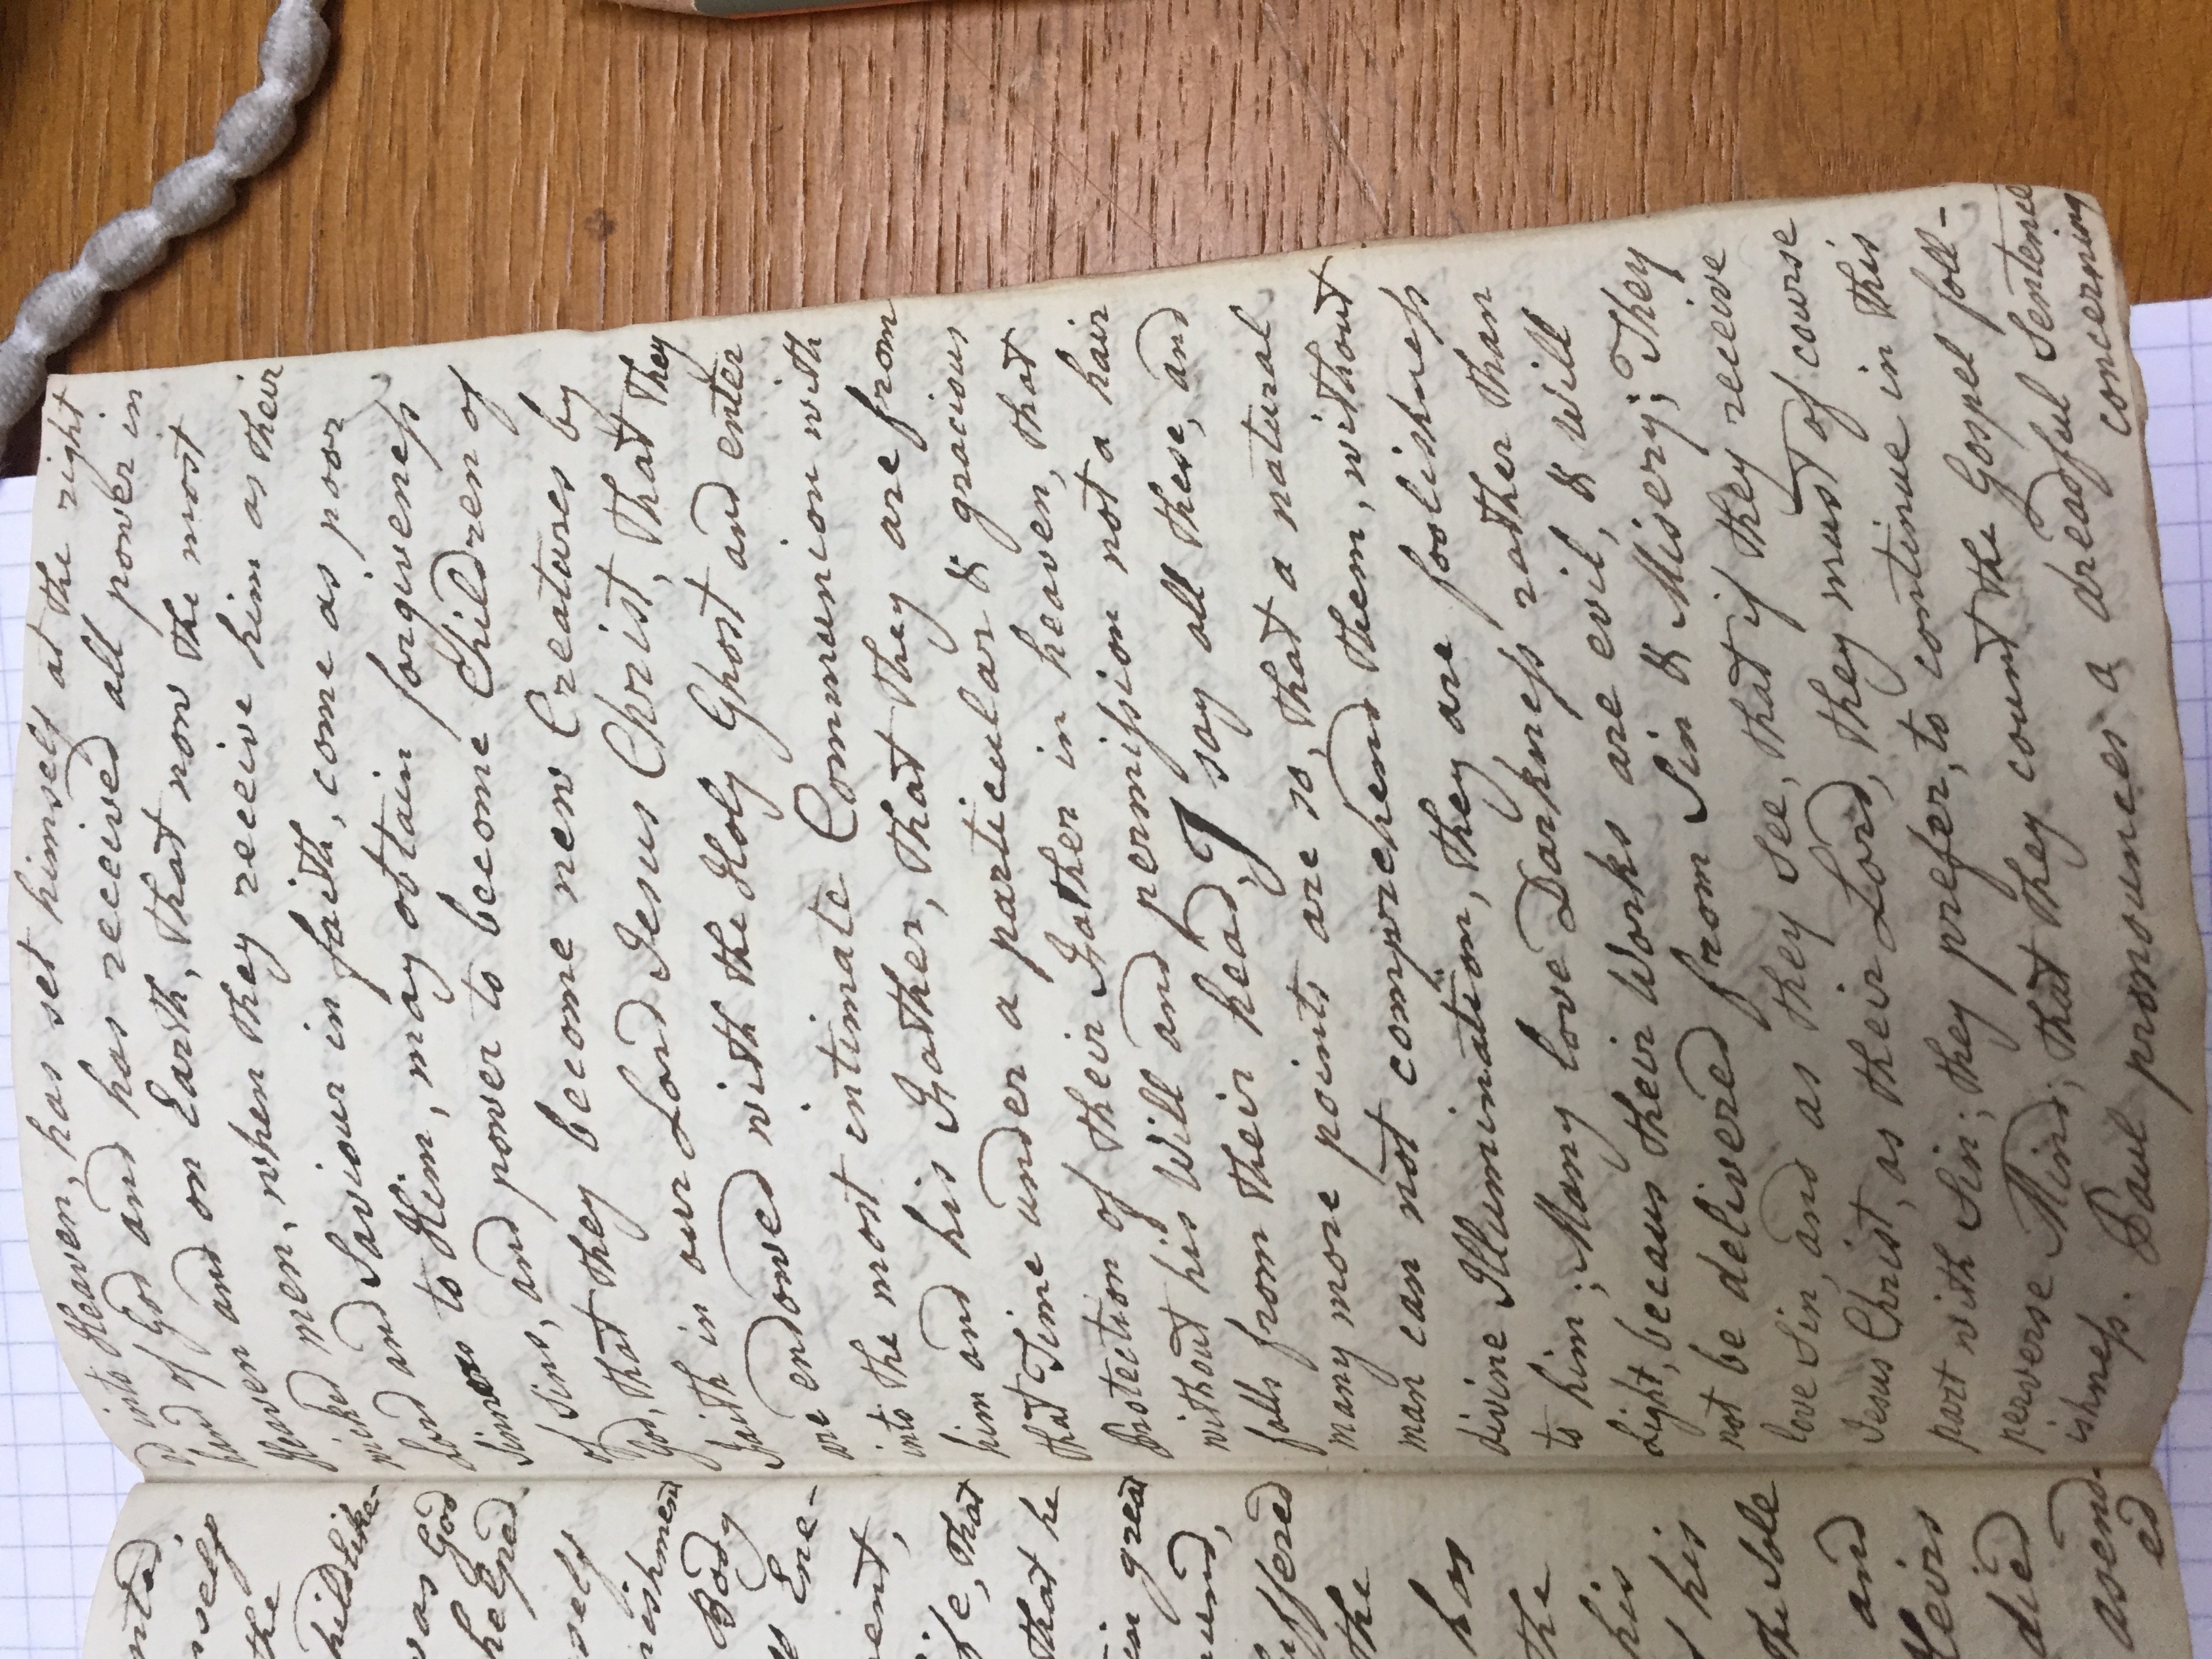 ntad
nself
the
hildlike-
was God
helped
self
nishment
Body
Ene-
ent,
ife, that
that he
in great
und,
uffered
the
has
the
his
his
the Sole
and
Heirs
died
asend-
ed
ed into Heaven, has set himself at the right
hand of God and has received all power in
Heaven and on Earth, that now the most
wicked men, when they receive him as their
Lord and Saviour in faith, come as poor
Sinners to Him, may obtain forgiveneſs
of Sins, and power to become Children of
God, that they become new Creatures by
Faith in our Lord Jesus Christ, that they
are endowed with the Holy Ghost and enter
into the most intimate Communion with
him and his Father, that they are from
that Time under a particular & gracious
Protection of their Father in heaven, that
without his Will and permiſsion not a hair
falls from their head, I say all these, and
many more points are so, that a natural
man can not comprehend them, without
divine Illumination, they are foolishneſs
to him; Many love Darkneſs rather than
Light, becaus their Works are evil, & Will
not be delivered from Sin & Misery; They
love Sin, and as they See, that if they receive
Jesus Christ, as their Lord, they must of course
part with Sin; they prefer, to continue in this
perverse Mind; that they count the Gospel foll-
ishneſs. Paul pronounces a dreadful Sentence
concerning